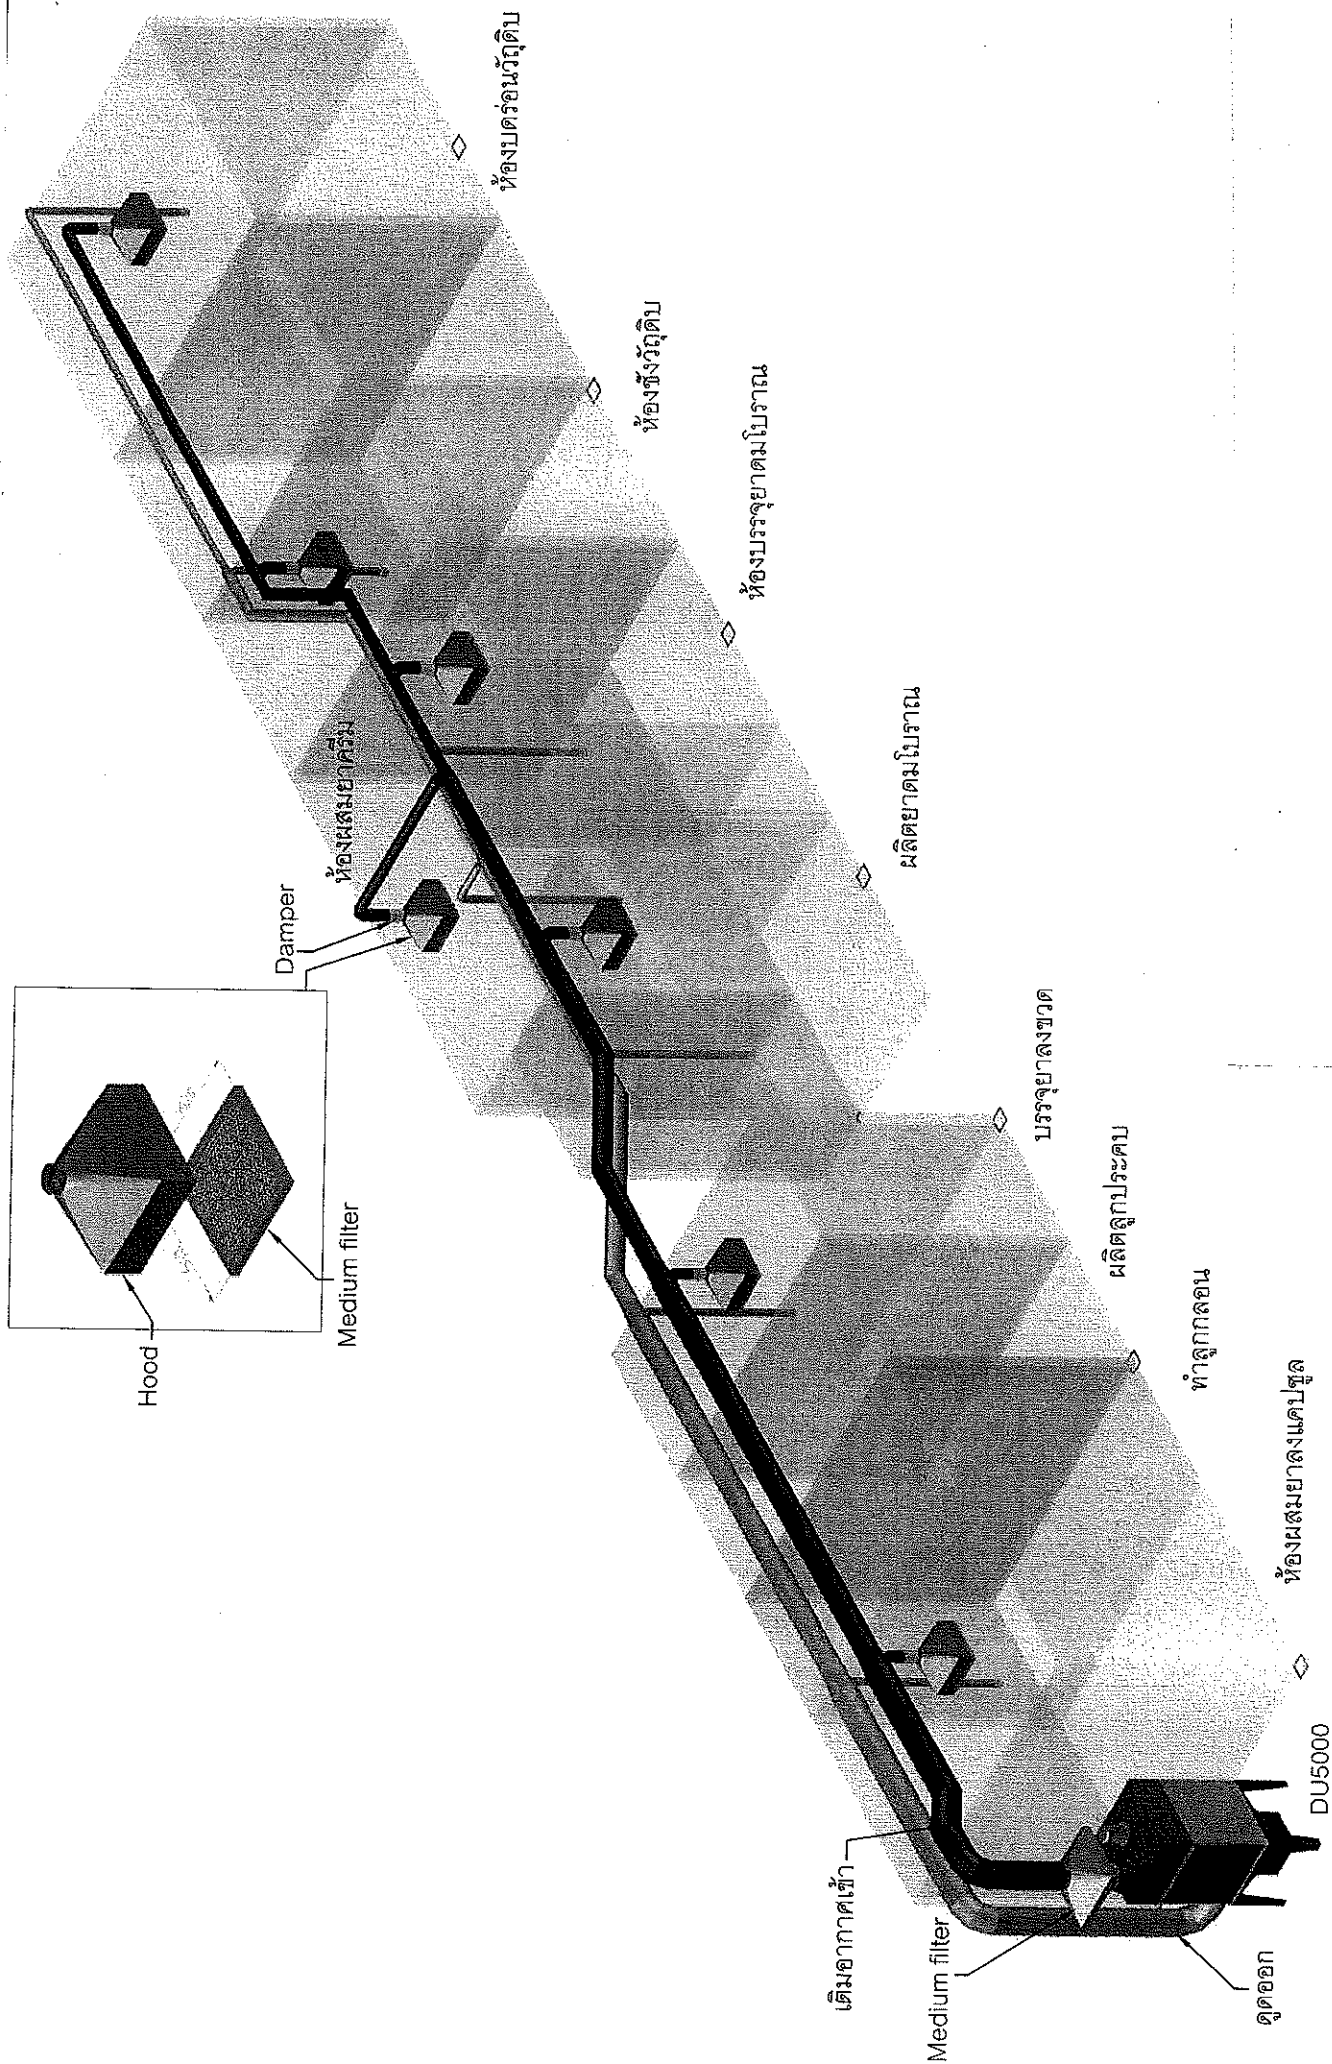 Hood
Medium filter
Damper
ห้องผสมยาครีม
ห้องบดร่อนวัถุดิบ
ห้องชั่งวัถุดิบ
ห้องบรรจุยาดมโบราณ
ผลิตยาดมโบราณ
บรรจุยาลงขวด
ผลิตลูกประคบ
ทำลูกกลอน
ห้องผสมยาลงแคปซูล
เติมอากาศเข้า
Medium filter
ดูดออก
DU5000